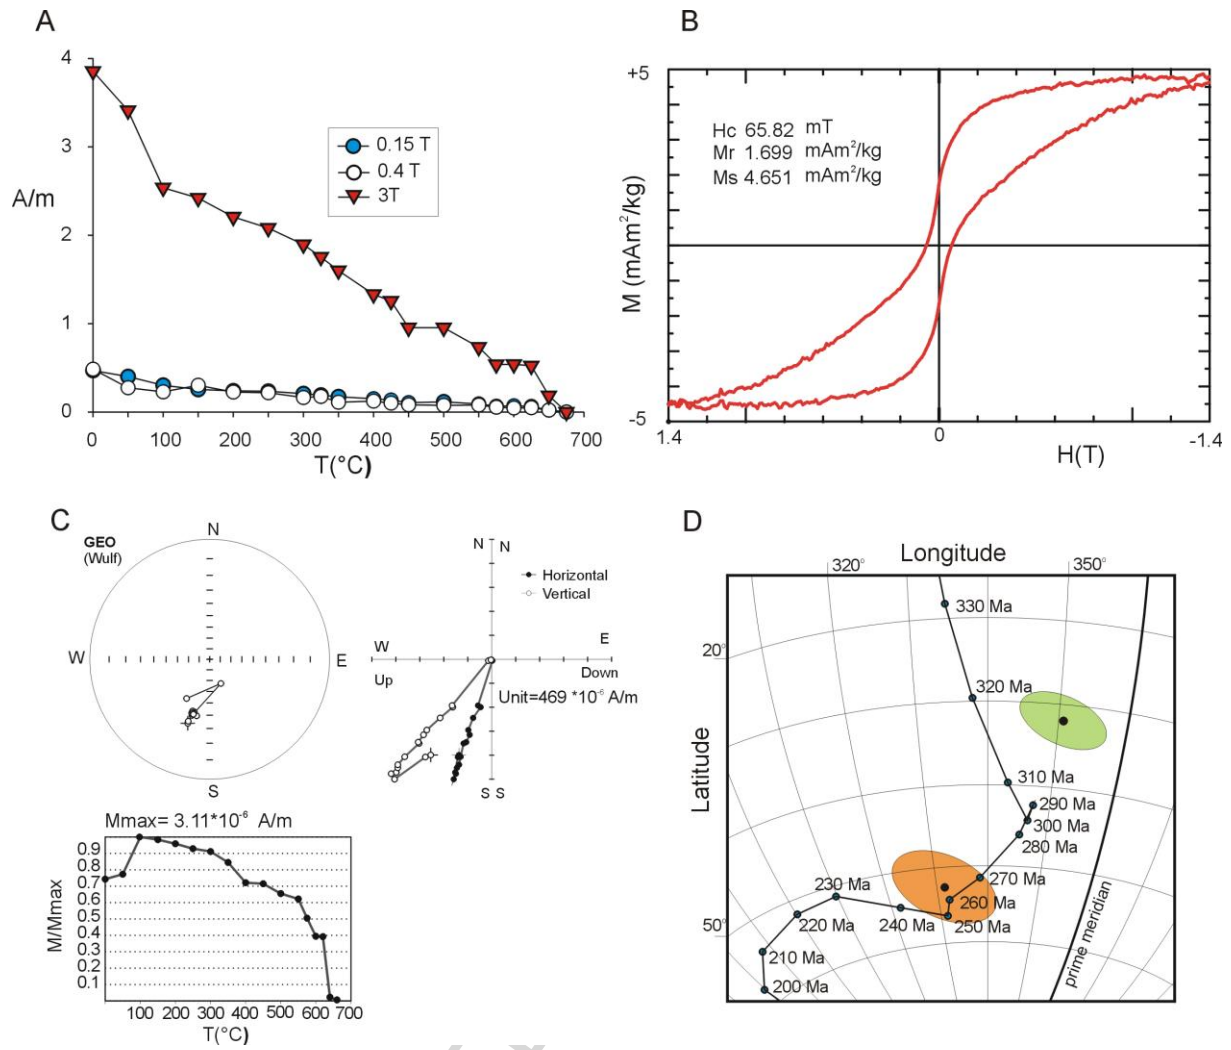 A
4
3
A/m
2
1
0
0.15 T
0.4 T
3T
0 100 200 300 400 500 600 700
T(°C)
B
+5
Hc 65.82 mT
Mr 1.699 mAm²/kg
Ms 4.651 mAm²/kg
M (mAm²/kg)
-5
1.4 0 -1.4
H(T)
C
GEO
(Wulf)
N
W E
S
N N
Horizontal
Vertical
W E
Up Down
Unit=469 *10⁻⁶ A/m
S S
Mmax= 3.11*10⁻⁶ A/m
0.9
0.8
0.7
0.6
0.5
0.4
0.3
0.2
0.1
M/Mmax
100 200 300 400 500 600 700
T(°C)
D
Longitude
320° 350°
Latitude
20°
50°
330 Ma
320 Ma
310 Ma
290 Ma
300 Ma
280 Ma
270 Ma
260 Ma
250 Ma
240 Ma
230 Ma
220 Ma
210 Ma
200 Ma
prime meridian